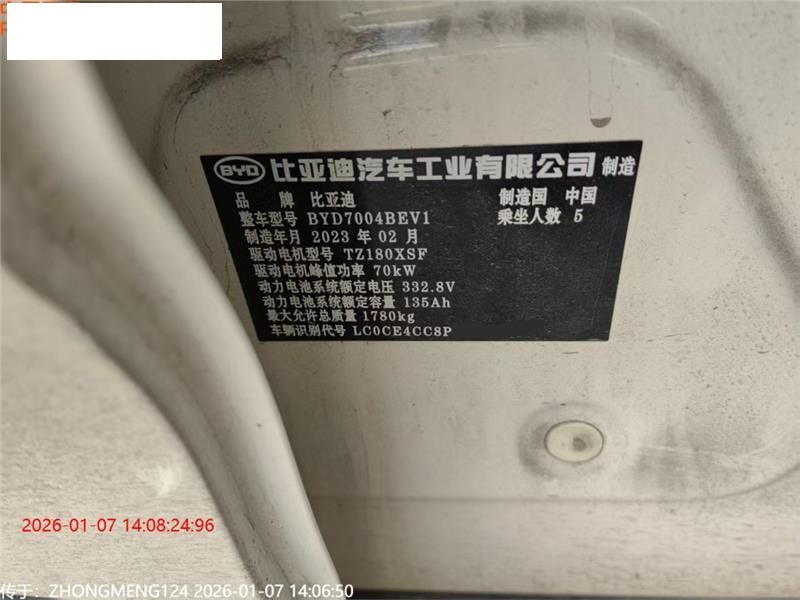 BYD 比亚迪汽车工业有限公司 制造
品 牌 比亚迪 制造国 中国
整车型号 BYD7004BEV1 乘坐人数 5
制造年月 2023 年 02 月
驱动电机型号 TZ180XSF
驱动电机峰值功率 70kW
动力电池系统额定电压 332.8V
动力电池系统额定容量 135Ah
最大允许总质量 1780kg
车辆识别代号 LC0CE4CC8P
2026-01-07 14:08:24:96
传于: ZHONGMENG124 2026-01-07 14:06:50